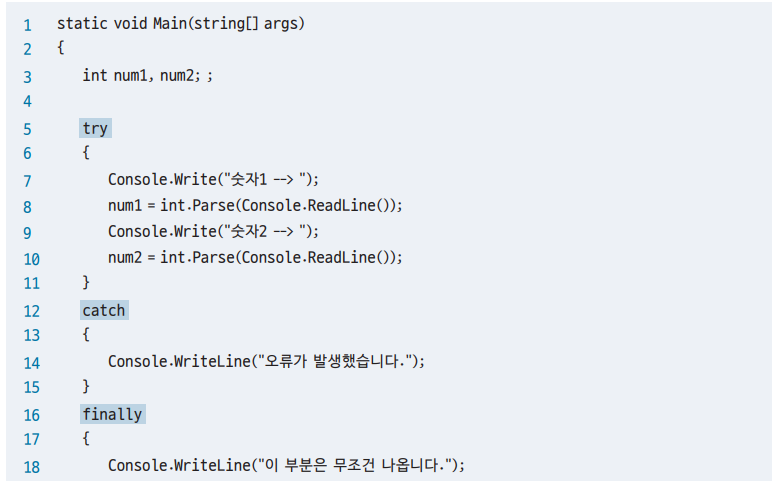 1 static void Main(string[] args)
2 {
3 int num1, num2; ;
4
5 try
6 {
7 Console.Write("숫자1 --> ");
8 num1 = int.Parse(Console.ReadLine());
9 Console.Write("숫자2 --> ");
10 num2 = int.Parse(Console.ReadLine());
11 }
12 catch
13 {
14 Console.WriteLine("오류가 발생했습니다.");
15 }
16 finally
17 {
18 Console.WriteLine("이 부분은 무조건 나옵니다.");